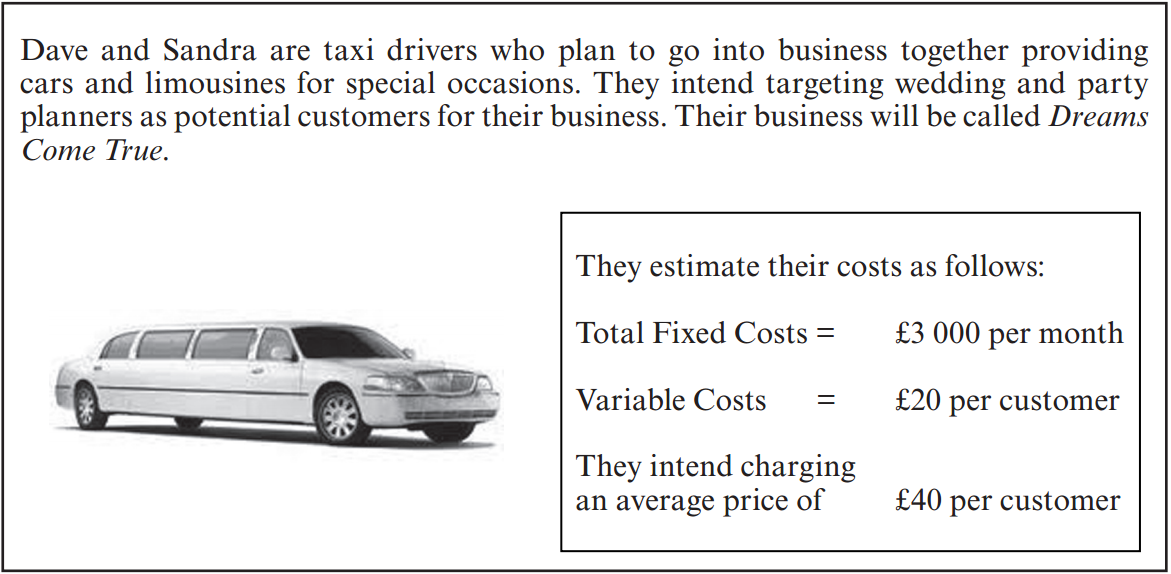 Dave and Sandra are taxi drivers who plan to go into business together providing
cars and limousines for special occasions. They intend targeting wedding and party
planners as potential customers for their business. Their business will be called Dreams
Come True.
They estimate their costs as follows:
Total Fixed Costs = £3 000 per month
Variable Costs = £20 per customer
They intend charging
an average price of £40 per customer